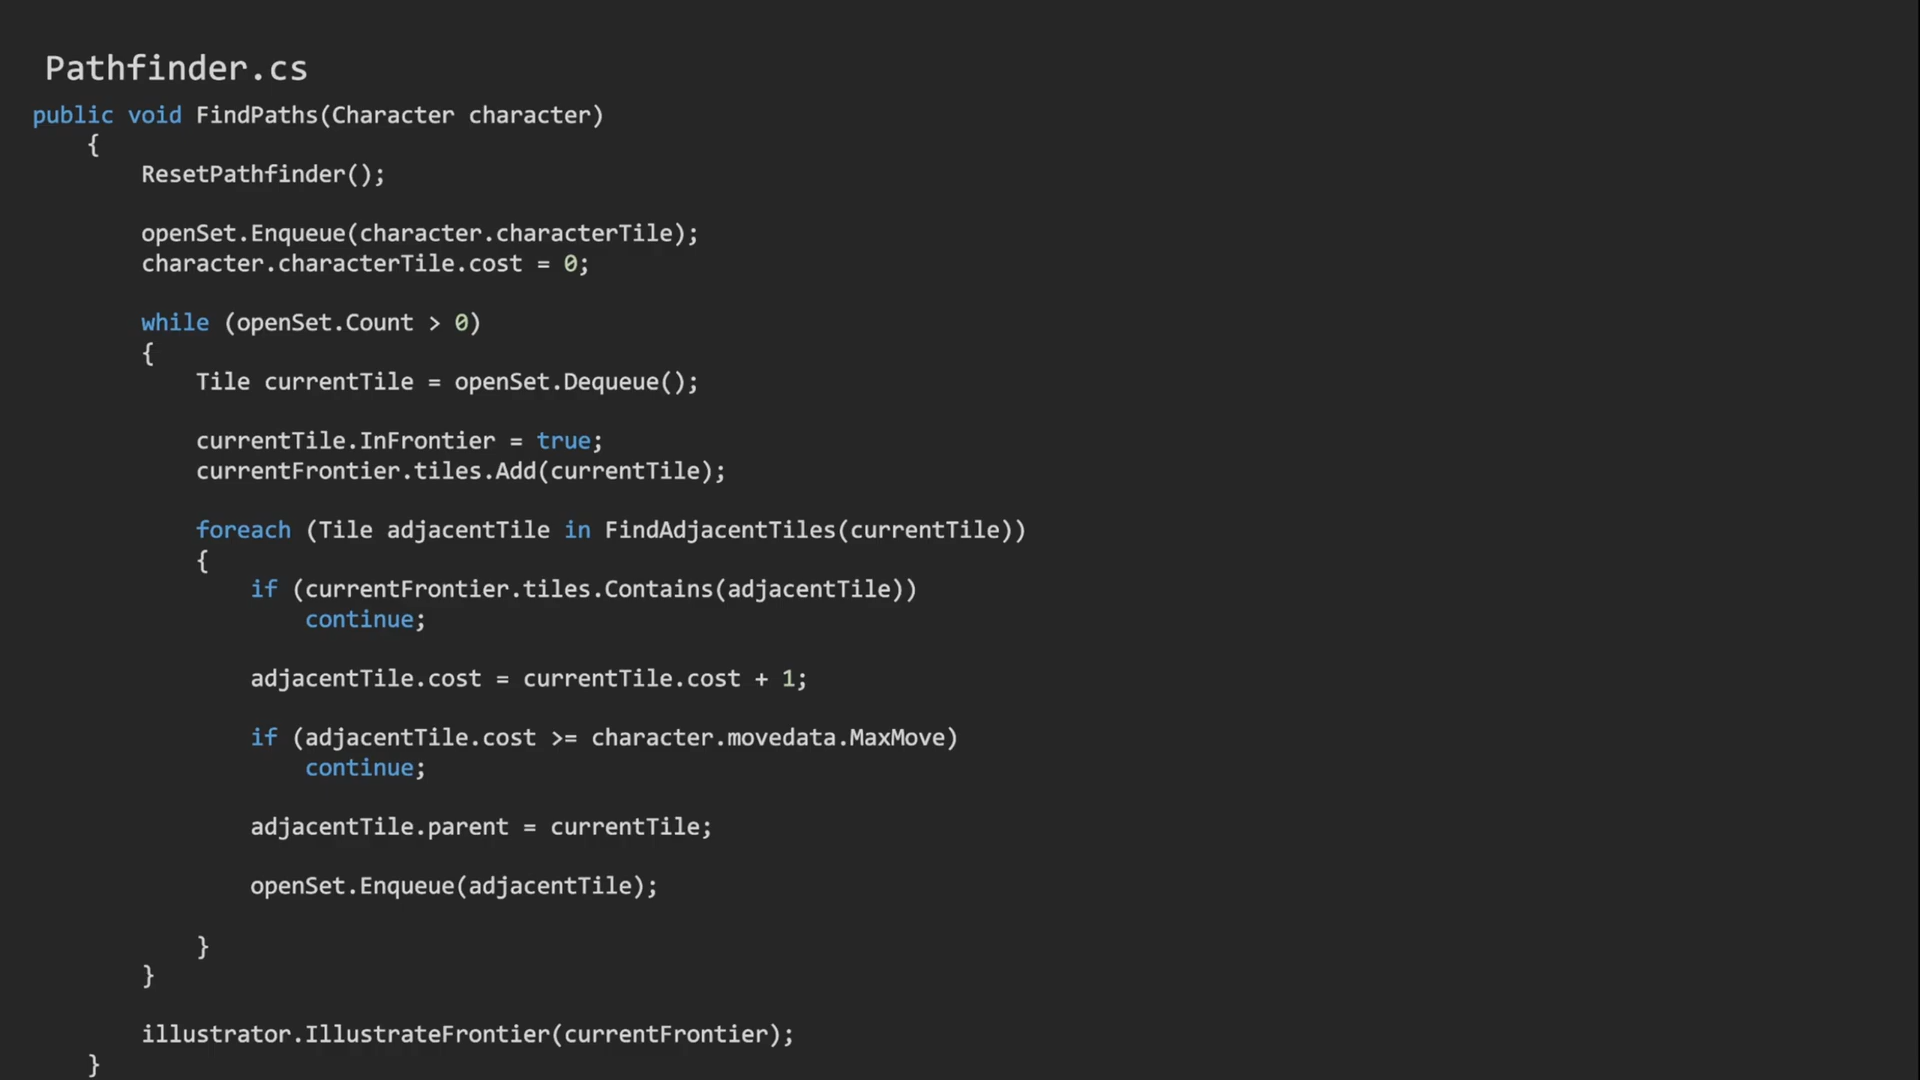 Pathfinder.cs
public void FindPaths(Character character)
{
ResetPathfinder();
openSet.Enqueue(character.characterTile);
character.characterTile.cost = 0;
while (openSet.Count > 0)
{
Tile currentTile = openSet.Dequeue();
currentTile.InFrontier = true;
currentFrontier.tiles.Add(currentTile);
foreach (Tile adjacentTile in FindAdjacentTiles(currentTile))
{
if (currentFrontier.tiles.Contains(adjacentTile))
continue;
adjacentTile.cost = currentTile.cost + 1;
if (adjacentTile.cost >= character.movedata.MaxMove)
continue;
adjacentTile.parent = currentTile;
openSet.Enqueue(adjacentTile);
}
}
illustrator.IllustrateFrontier(currentFrontier);
}